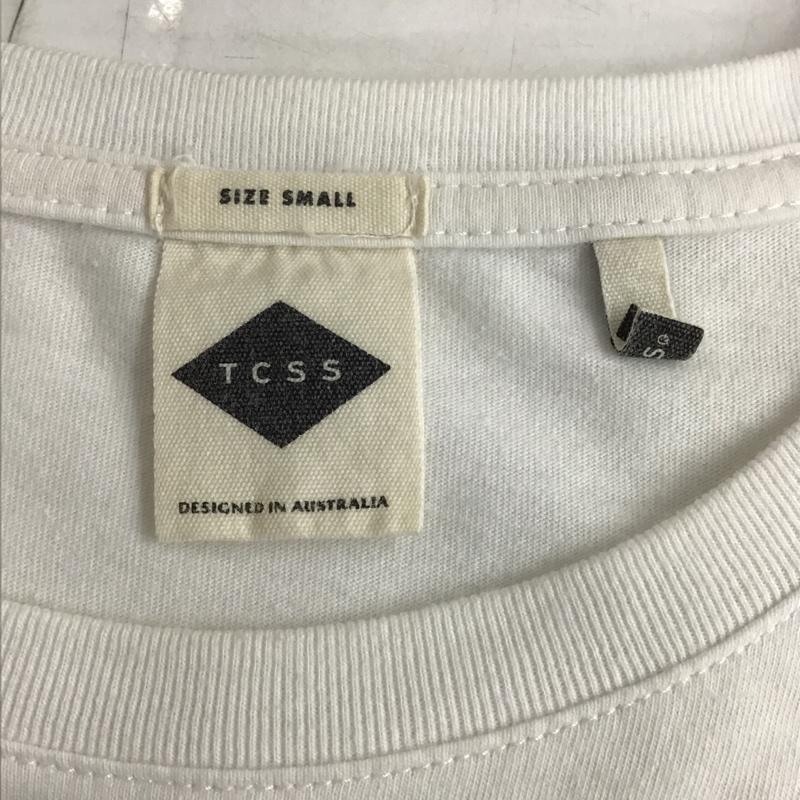 SIZE SMALL
TCSS
DESIGNED IN AUSTRALIA
S